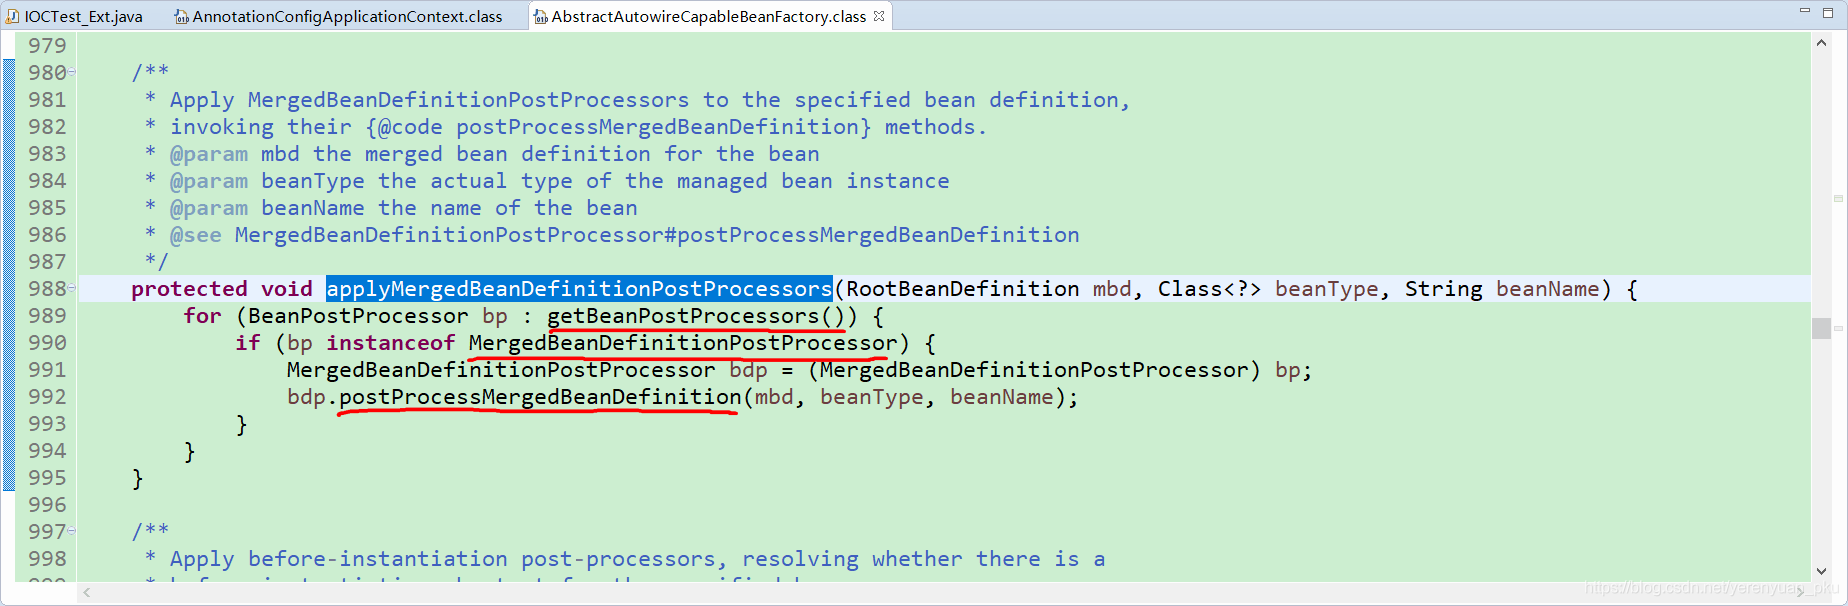 IOCTest_Ext.java AnnotationConfigApplicationContext.class AbstractAutowireCapableBeanFactory.class
979
980 /**
981 * Apply MergedBeanDefinitionPostProcessors to the specified bean definition,
982 * invoking their {@code postProcessMergedBeanDefinition} methods.
983 * @param mbd the merged bean definition for the bean
984 * @param beanType the actual type of the managed bean instance
985 * @param beanName the name of the bean
986 * @see MergedBeanDefinitionPostProcessor#postProcessMergedBeanDefinition
987 */
988 protected void applyMergedBeanDefinitionPostProcessors(RootBeanDefinition mbd, Class<?> beanType, String beanName) {
989 for (BeanPostProcessor bp : getBeanPostProcessors()) {
990 if (bp instanceof MergedBeanDefinitionPostProcessor) {
991 MergedBeanDefinitionPostProcessor bdp = (MergedBeanDefinitionPostProcessor) bp;
992 bdp.postProcessMergedBeanDefinition(mbd, beanType, beanName);
993 }
994 }
995 }
996
997 /**
998 * Apply before-instantiation post-processors, resolving whether there is a
https://blog.csdn.net/yerenyuan_pku